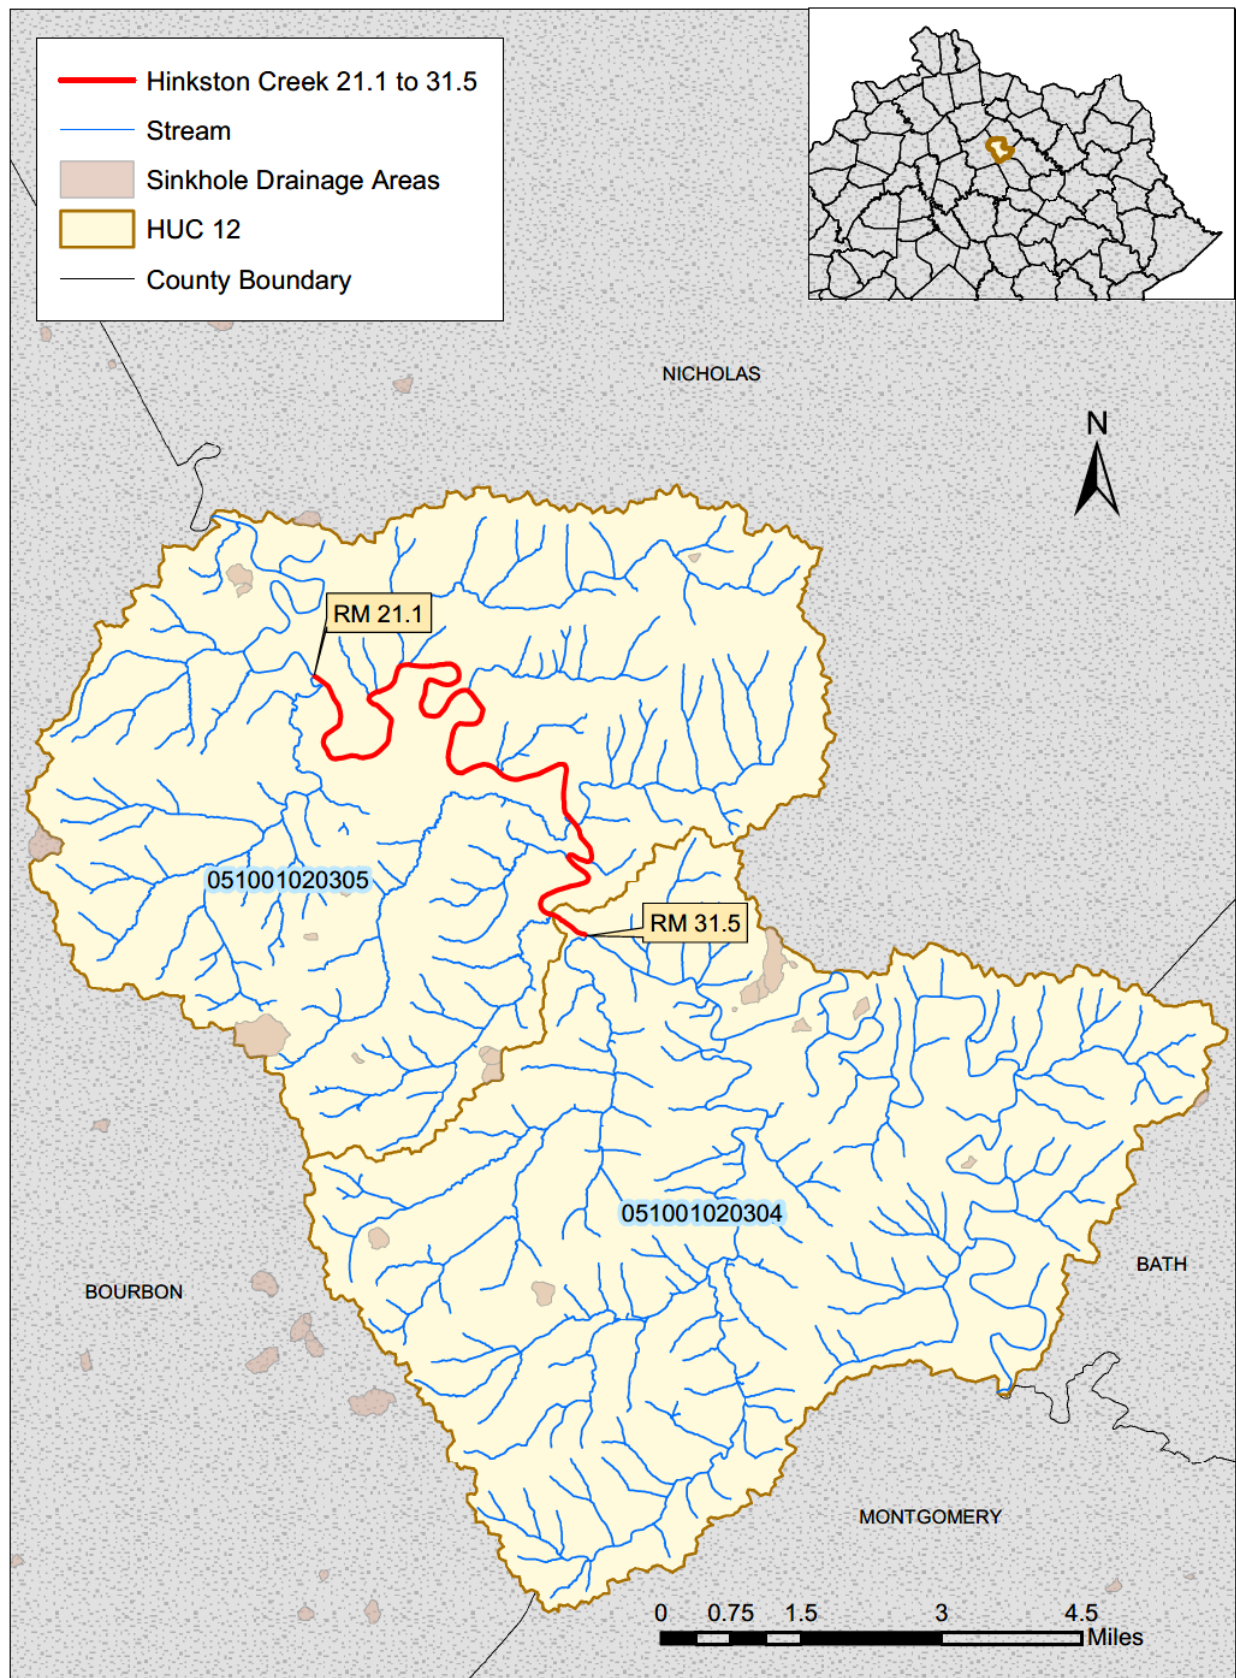 Hinkston Creek 21.1 to 31.5
Stream
Sinkhole Drainage Areas
HUC 12
County Boundary
NICHOLAS
N
RM 21.1
051001020305
RM 31.5
051001020304
BATH
BOURBON
MONTGOMERY
0 0.75 1.5 3 4.5
Miles